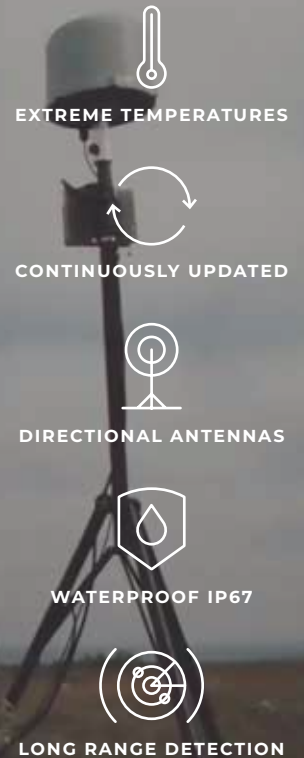 EXTREME TEMPERATURES
CONTINUOUSLY UPDATED
DIRECTIONAL ANTENNAS
WATERPROOF IP67
LONG RANGE DETECTION